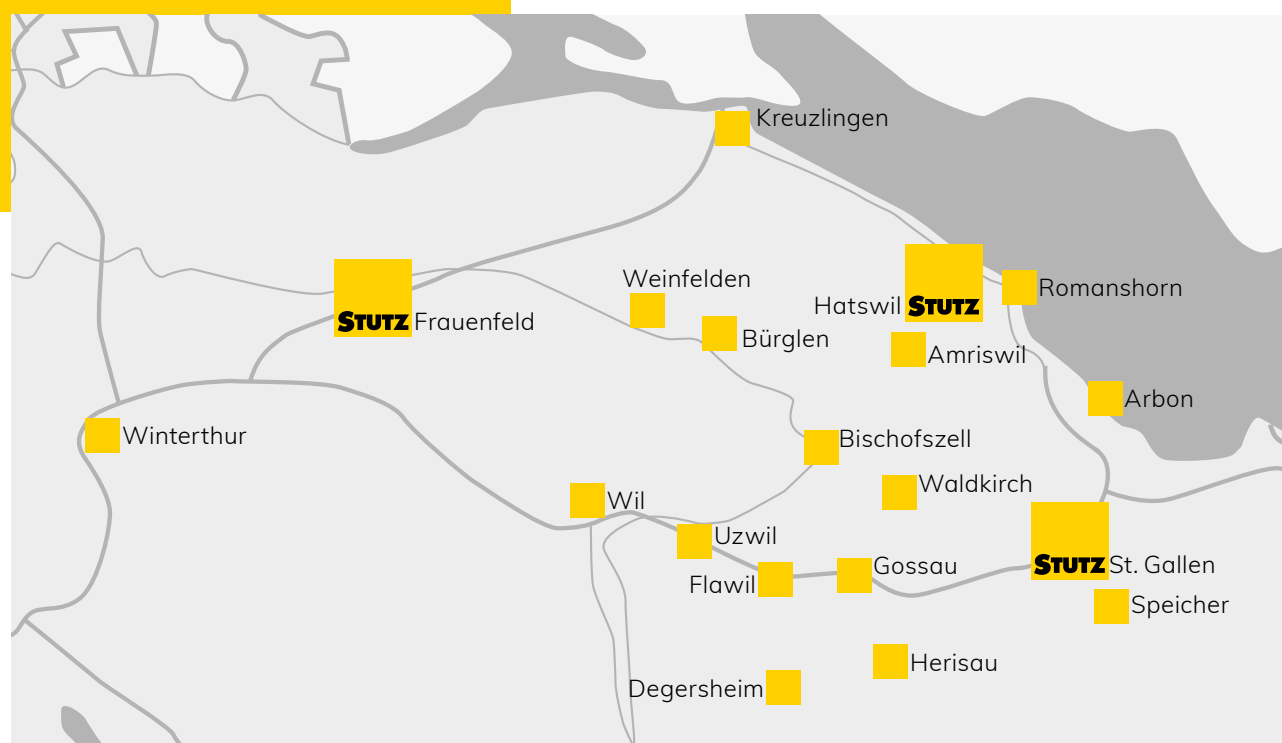 Kreuzlingen
Weinfelden
Romanshorn
Hatswil
STUTZ
STUTZ
Frauenfeld
Bürglen
Amriswil
Arbon
Winterthur
Bischofszell
Waldkirch
Wil
Uzwil
Gossau
STUTZ
St. Gallen
Flawil
Speicher
Herisau
Degersheim